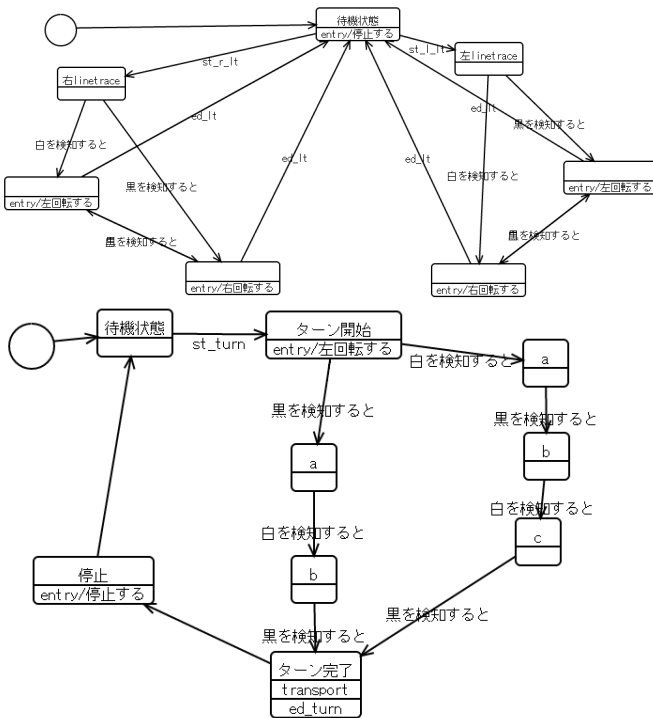 待機状態
entry/停止する
st_r_lt
st_l_lt
左linetrace
右linetrace
ed_lt
ed_lt
黒を検知すると
白を検知すると
ed_lt
ed_lt
白を検知すると
黒を検知すると
entry/左回転する
entry/左回転する
黒を検知すると
黒を検知すると
entry/右回転する
entry/右回転する
待機状態
st_turn
ターン開始
entry/左回転する
白を検知すると
a
黒を検知すると
黒を検知すると
a
b
白を検知すると
白を検知すると
c
停止
entry/停止する
b
黒を検知すると
黒を検知すると
ターン完了
transport
ed_turn